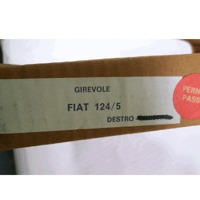 GIREVOLE
FIAT 124/5
DESTRO
PERN
PASS